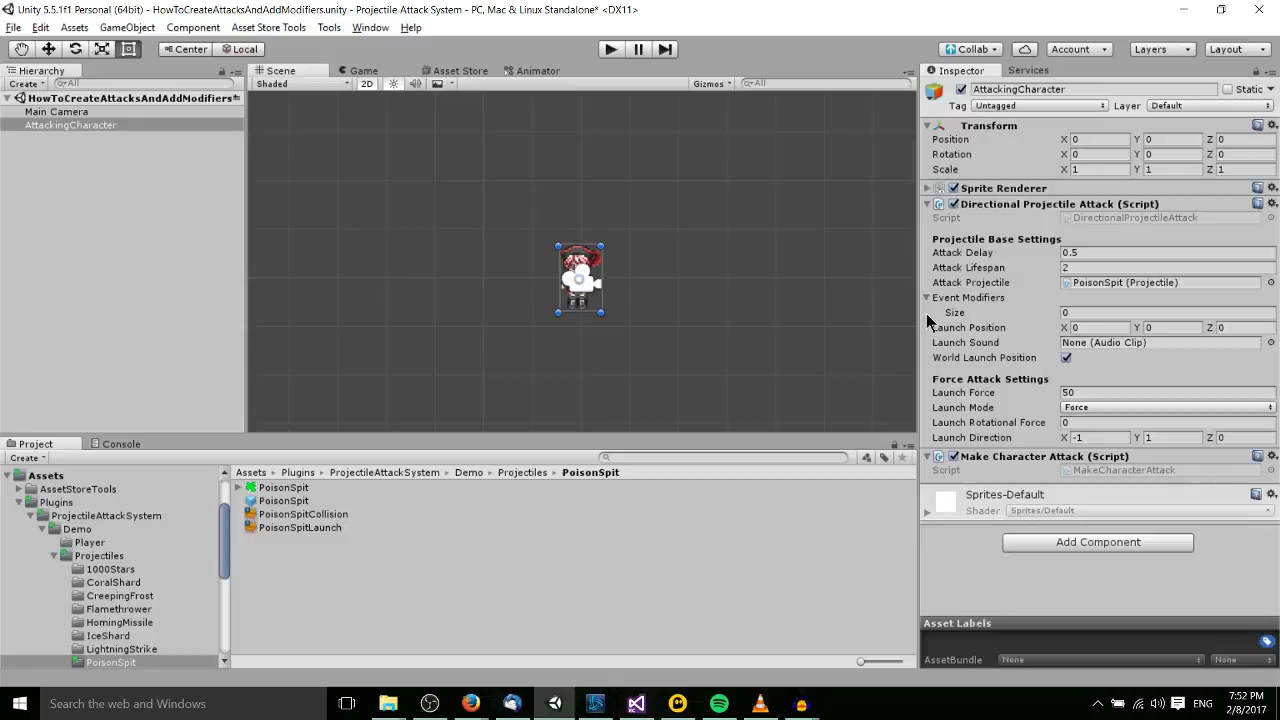 Unity 5.5.1f1 Personal (64bit) - HowToCreateAttacksAndAddModifiers - Projectile Attack System - PC, Mac & Linux Standalone* <DX11>
File Edit Assets GameObject Component Asset Store Tools Tools Window Help
Center Local Collab Account Layers Layout
Hierarchy Scene Game Asset Store Animator Inspector Services
Create All Shaded 2D Gizmos All
AttackingCharacter Static
HowToCreateAttacksAndAddModifiers*
Tag Untagged Layer Default
Main Camera
AttackingCharacter
Transform
Position X 0 Y 0 Z 0
Rotation X 0 Y 0 Z 0
Scale X 1 Y 1 Z 1
Sprite Renderer
Directional Projectile Attack (Script)
Script DirectionalProjectileAttack
Projectile Base Settings
Attack Delay 0.5
Attack Lifespan 2
Attack Projectile PoisonSpit (Projectile)
Event Modifiers
Size 0
Launch Position X 0 Y 0 Z 0
Launch Sound None (Audio Clip)
World Launch Position
Force Attack Settings
Launch Force 50
Launch Mode Force
Launch Rotational Force 0
Launch Direction X -1 Y 1 Z 0
Make Character Attack (Script)
Script MakeCharacterAttack
Sprites-Default
Shader Sprites/Default
Add Component
Asset Labels
AssetBundle None None
Project Console
Create
Assets
AssetStoreTools
Plugins
ProjectileAttackSystem
Demo
Player
Projectiles
1000Stars
CoralShard
CreepingFrost
Flamethrower
HomingMissile
IceShard
LightningStrike
PoisonSpit
Assets Plugins ProjectileAttackSystem Demo Projectiles PoisonSpit
PoisonSpit
PoisonSpit
PoisonSpitCollision
PoisonSpitLaunch
Search the web and Windows
ENG
7:52 PM
2/8/2017